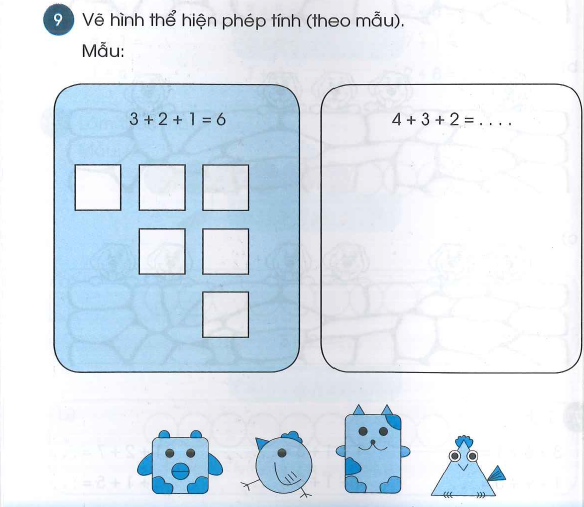 9 Vẽ hình thể hiện phép tính (theo mẫu).
Mẫu:
3 + 2 + 1 = 6
4 + 3 + 2 = . . . .